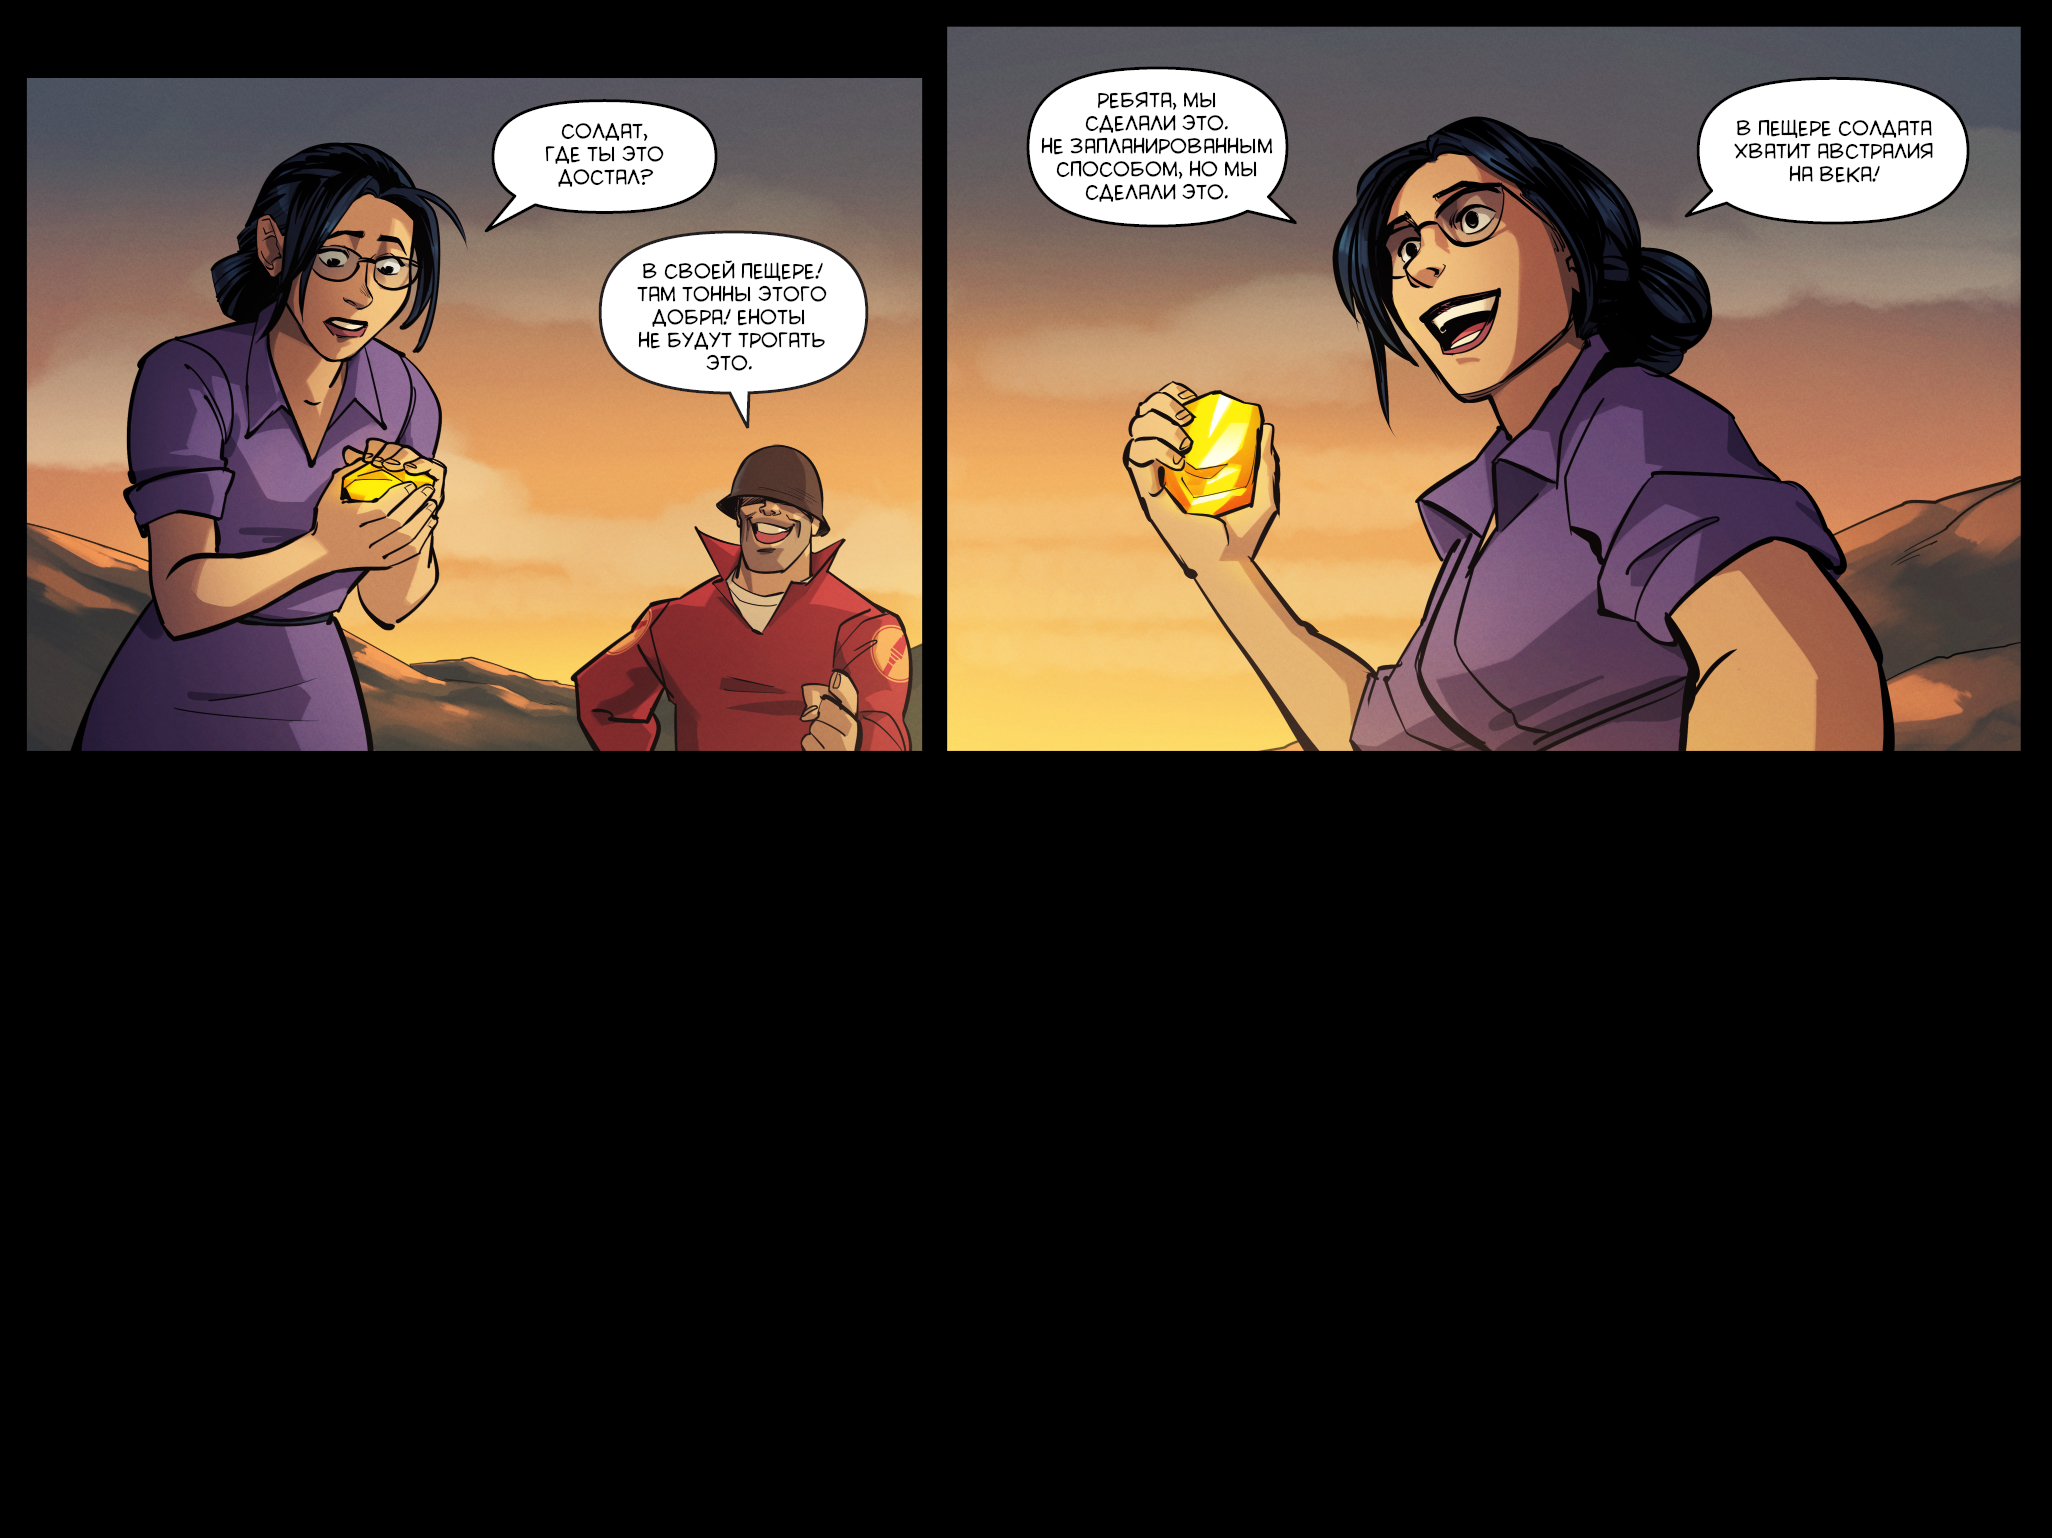 СОЛДАТ,
ГДЕ ТЫ ЭТО
ДОСТАЛ?
В СВОЕЙ ПЕЩЕРЕ!
ТАМ ТОННЫ ЭТОГО
ДОБРА! ЕНОТЫ
НЕ БУДУТ ТРОГАТЬ
ЭТО.
РЕБЯТА, МЫ
СДЕЛАЛИ ЭТО.
НЕ ЗАПЛАНИРОВАННЫМ
СПОСОБОМ, НО МЫ
СДЕЛАЛИ ЭТО.
В ПЕЩЕРЕ СОЛДАТА
ХВАТИТ АВСТРАЛИЯ
НА ВЕКА!